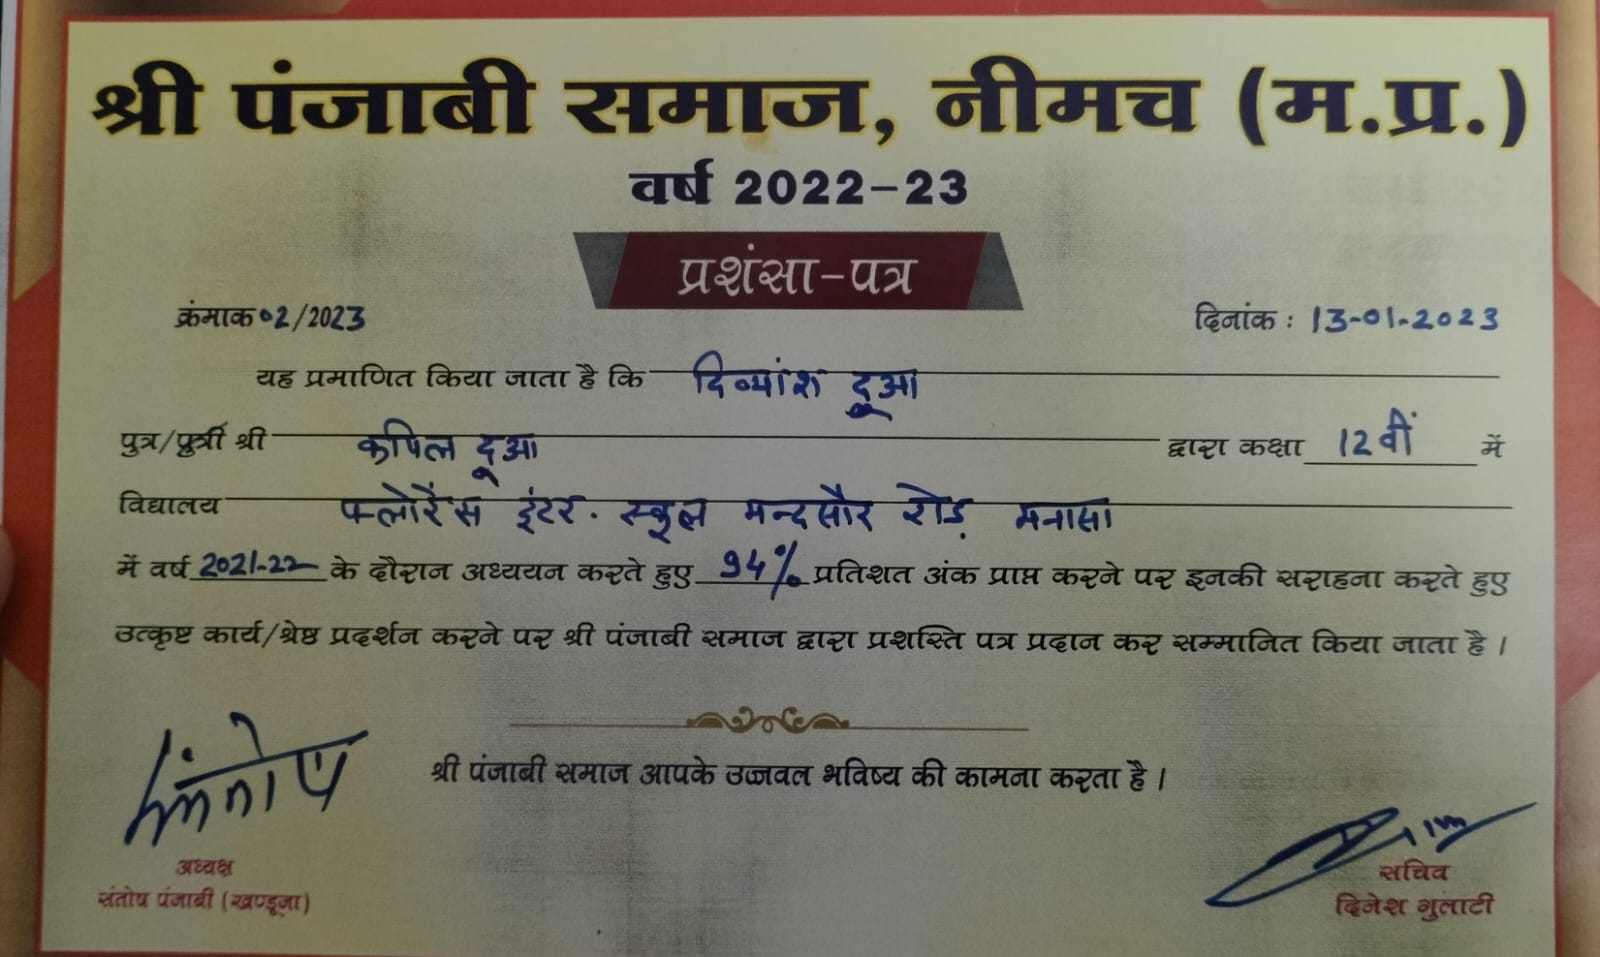 श्री पंजाबी समाज, नीमच (म.प्र.)
वर्ष 2022-23
प्रशंसा-पत्र
क्रंमाक 02/2023 दिनांक : 13-01-2023
यह प्रमाणित किया जाता है कि दिव्यांश दुआ
पुत्र/पुत्री श्री कपिल दुआ द्वारा कक्षा 12वीं में
विद्यालय फ्लोरेंस इंटर. स्कूल मन्दसौर रोड़ मनासा
में वर्ष 2021-22 के दौरान अध्ययन करते हुए 94% प्रतिशत अंक प्राप्त करने पर इनकी सराहना करते हुए
उत्कृष्ट कार्य/श्रेष्ठ प्रदर्शन करने पर श्री पंजाबी समाज द्वारा प्रशस्ति पत्र प्रदान कर सम्मानित किया जाता है।
श्री पंजाबी समाज आपके उज्जवल भविष्य की कामना करता है।
संतोष
अध्यक्ष
संतोष पंजाबी (खण्डूजा)
सचिव
दिनेश गुलाटी